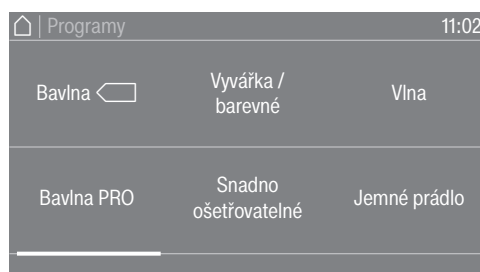 | Programy 11:02
Bavlna
Vyvářka /
barevné
Vlna
Bavlna PRO
Snadno
ošetřovatelné
Jemné prádlo